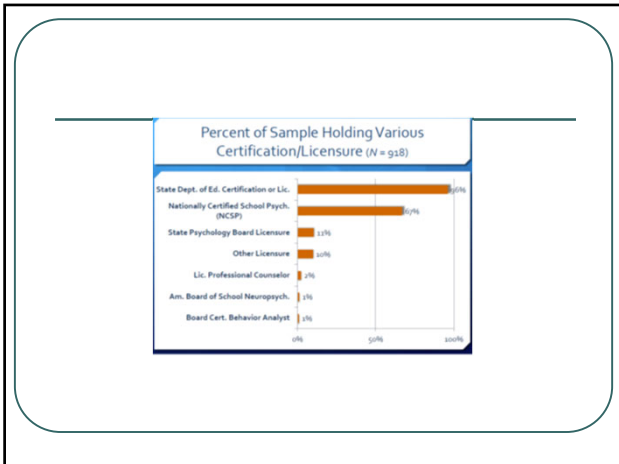 Percent of Sample Holding Various
Certification/Licensure (N = 918)
State Dept. of Ed. Certification or Lic.
96%
Nationally Certified School Psych.
(NCSP)
67%
State Psychology Board Licensure
11%
Other Licensure
10%
Lic. Professional Counselor
2%
Am. Board of School Neuropsych.
1%
Board Cert. Behavior Analyst
1%
0%
50%
100%